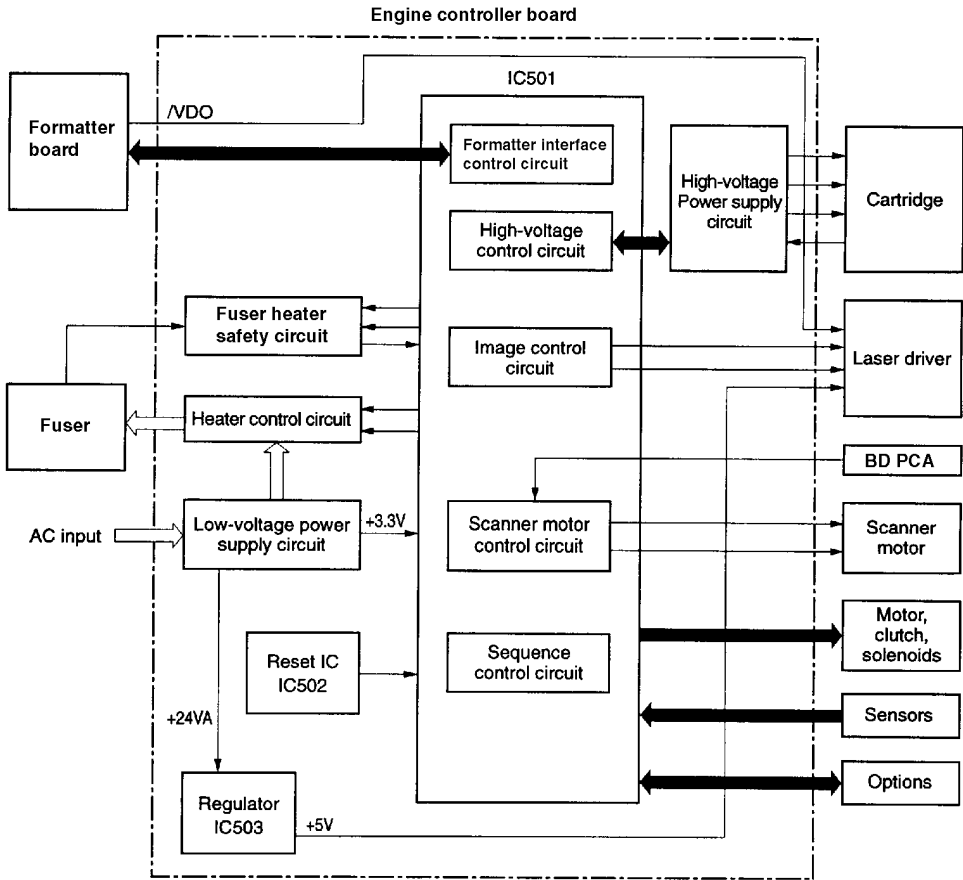 Engine controller board
IC501
/VDO
Formatter
board
Formatter interface
control circuit
High-voltage
Power supply
circuit
Cartridge
High-voltage
control circuit
Fuser heater
safety circuit
Image control
circuit
Laser driver
Fuser
Heater control circuit
BD PCA
AC input
Low-voltage power
supply circuit
+3.3V
Scanner motor
control circuit
Scanner
motor
Motor,
clutch,
solenoids
Reset IC
IC502
Sequence
control circuit
+24VA
Sensors
Regulator
IC503
+5V
Options